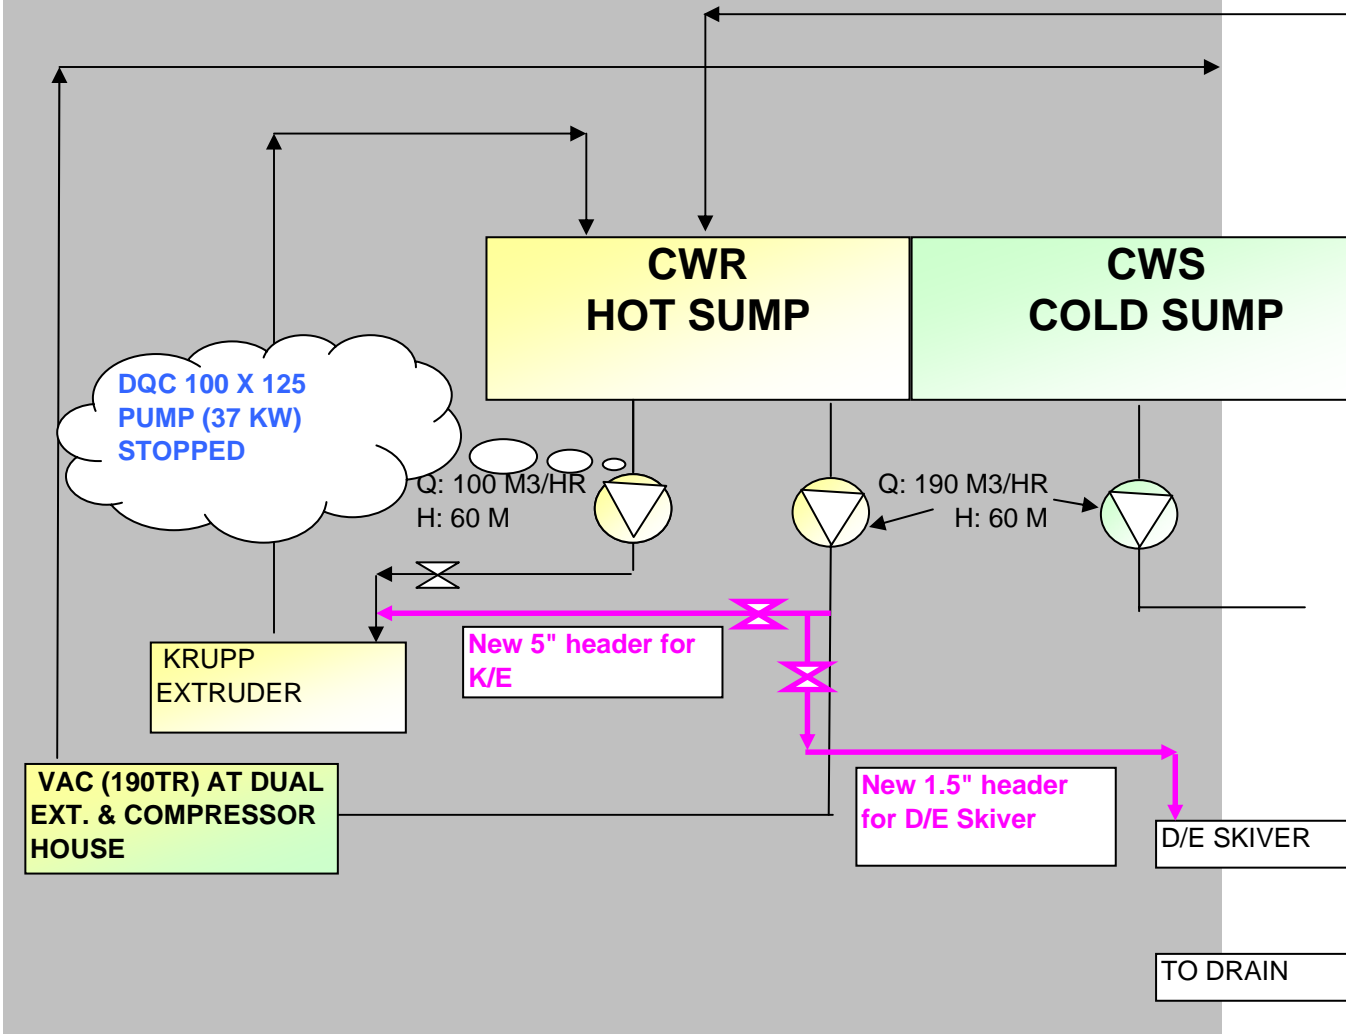 CWR
HOT SUMP
CWS
COLD SUMP
DQC 100 X 125
PUMP (37 KW)
STOPPED
Q: 100 M3/HR
H: 60 M
Q: 190 M3/HR
H: 60 M
New 5" header for
K/E
KRUPP
EXTRUDER
VAC (190TR) AT DUAL
EXT. & COMPRESSOR
HOUSE
New 1.5" header
for D/E Skiver
D/E SKIVER
TO DRAIN